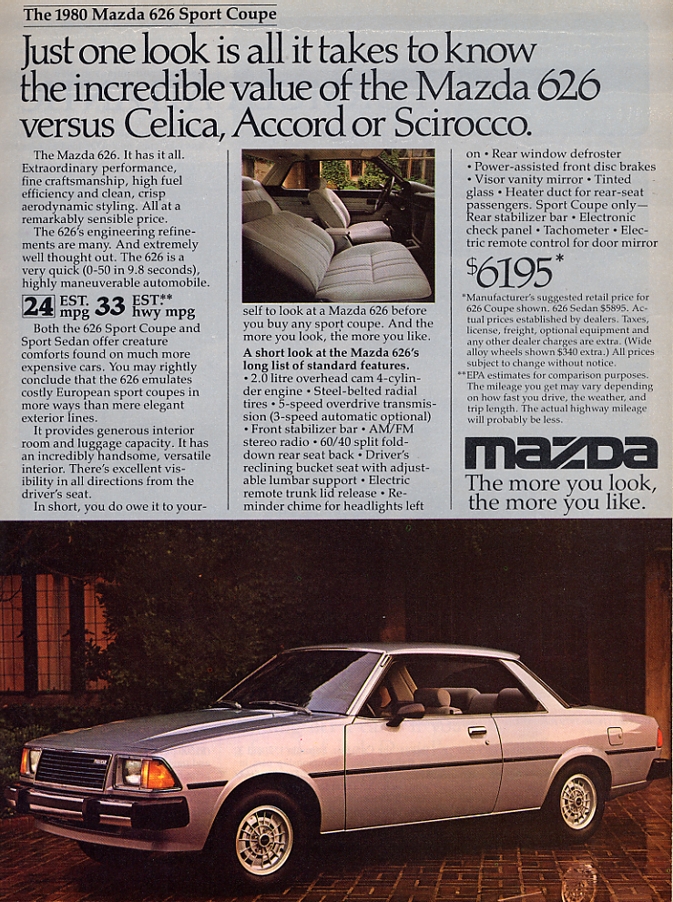 The 1980 Mazda 626 Sport Coupe
Just one look is all it takes to know
the incredible value of the Mazda 626
versus Celica, Accord or Scirocco.
The Mazda 626. It has it all.
Extraordinary performance,
fine craftsmanship, high fuel
efficiency and clean, crisp
aerodynamic styling. All at a
remarkably sensible price.
The 626's engineering refine-
ments are many. And extremely
well thought out. The 626 is a
very quick (0-50 in 9.8 seconds),
highly maneuverable automobile.
24 EST. mpg 33 EST.** hwy mpg
Both the 626 Sport Coupe and
Sport Sedan offer creature
comforts found on much more
expensive cars. You may rightly
conclude that the 626 emulates
costly European sport coupes in
more ways than mere elegant
exterior lines.
It provides generous interior
room and luggage capacity. It has
an incredibly handsome, versatile
interior. There's excellent vis-
ibility in all directions from the
driver's seat.
In short, you do owe it to your-
self to look at a Mazda 626 before
you buy any sport coupe. And the
more you look, the more you like.
A short look at the Mazda 626's
long list of standard features.
• 2.0 litre overhead cam 4-cylin-
der engine • Steel-belted radial
tires • 5-speed overdrive transmis-
sion (3-speed automatic optional)
• Front stabilizer bar • AM/FM
stereo radio • 60/40 split fold-
down rear seat back • Driver's
reclining bucket seat with adjust-
able lumbar support • Electric
remote trunk lid release • Re-
minder chime for headlights left
on • Rear window defroster
• Power-assisted front disc brakes
• Visor vanity mirror • Tinted
glass • Heater duct for rear-seat
passengers. Sport Coupe only—
Rear stabilizer bar • Electronic
check panel • Tachometer • Elec-
tric remote control for door mirror
$6195*
*Manufacturer's suggested retail price for
626 Coupe shown. 626 Sedan $5895. Ac-
tual prices established by dealers. Taxes,
license, freight, optional equipment and
any other dealer charges are extra. (Wide
alloy wheels shown $340 extra.) All prices
subject to change without notice.
**EPA estimates for comparison purposes.
The mileage you get may vary depending
on how fast you drive, the weather, and
trip length. The actual highway mileage
will probably be less.
mazda
The more you look,
the more you like.
mazda